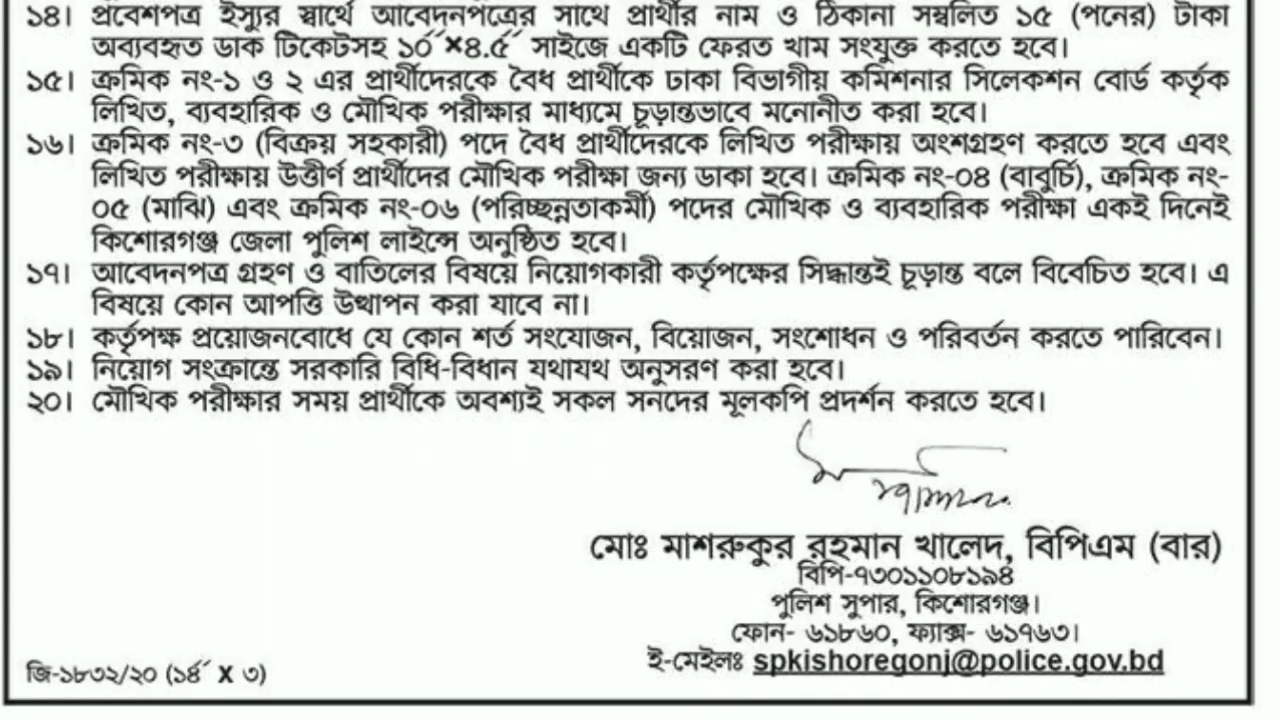 ১৪। প্রবেশপত্র ইস্যুর স্বার্থে আবেদনপত্রের সাথে প্রার্থীর নাম ও ঠিকানা সম্বলিত ১৫ (পনের) টাকা
অব্যবহৃত ডাক টিকেটসহ ১০˝×৪.৫˝ সাইজে একটি ফেরত খাম সংযুক্ত করতে হবে।
১৫। ক্রমিক নং-১ ও ২ এর প্রার্থীদেরকে বৈধ প্রার্থীকে ঢাকা বিভাগীয় কমিশনার সিলেকশন বোর্ড কর্তৃক
লিখিত, ব্যবহারিক ও মৌখিক পরীক্ষার মাধ্যমে চূড়ান্তভাবে মনোনীত করা হবে।
১৬। ক্রমিক নং-৩ (বিক্রয় সহকারী) পদে বৈধ প্রার্থীদেরকে লিখিত পরীক্ষায় অংশগ্রহণ করতে হবে এবং
লিখিত পরীক্ষায় উত্তীর্ণ প্রার্থীদের মৌখিক পরীক্ষা জন্য ডাকা হবে। ক্রমিক নং-০৪ (বাবুর্চি), ক্রমিক নং-
০৫ (মাঝি) এবং ক্রমিক নং-০৬ (পরিচ্ছন্নতাকর্মী) পদের মৌখিক ও ব্যবহারিক পরীক্ষা একই দিনেই
কিশোরগঞ্জ জেলা পুলিশ লাইন্সে অনুষ্ঠিত হবে।
১৭। আবেদনপত্র গ্রহণ ও বাতিলের বিষয়ে নিয়োগকারী কর্তৃপক্ষের সিদ্ধান্তই চূড়ান্ত বলে বিবেচিত হবে। এ
বিষয়ে কোন আপত্তি উত্থাপন করা যাবে না।
১৮। কর্তৃপক্ষ প্রয়োজনবোধে যে কোন শর্ত সংযোজন, বিয়োজন, সংশোধন ও পরিবর্তন করতে পারিবেন।
১৯। নিয়োগ সংক্রান্তে সরকারি বিধি-বিধান যথাযথ অনুসরণ করা হবে।
২০। মৌখিক পরীক্ষার সময় প্রার্থীকে অবশ্যই সকল সনদের মূলকপি প্রদর্শন করতে হবে।
মোঃ মাশরুকুর রহমান খালেদ, বিপিএম (বার)
বিপি-৭৩০১১০৮১৯৪
পুলিশ সুপার, কিশোরগঞ্জ।
ফোন- ৬১৮৬০, ফ্যাক্স- ৬১৭৬৩।
ই-মেইলঃ spkishoregonj@police.gov.bd
জি-১৮৩২/২০ (১৪˝ X ৩)